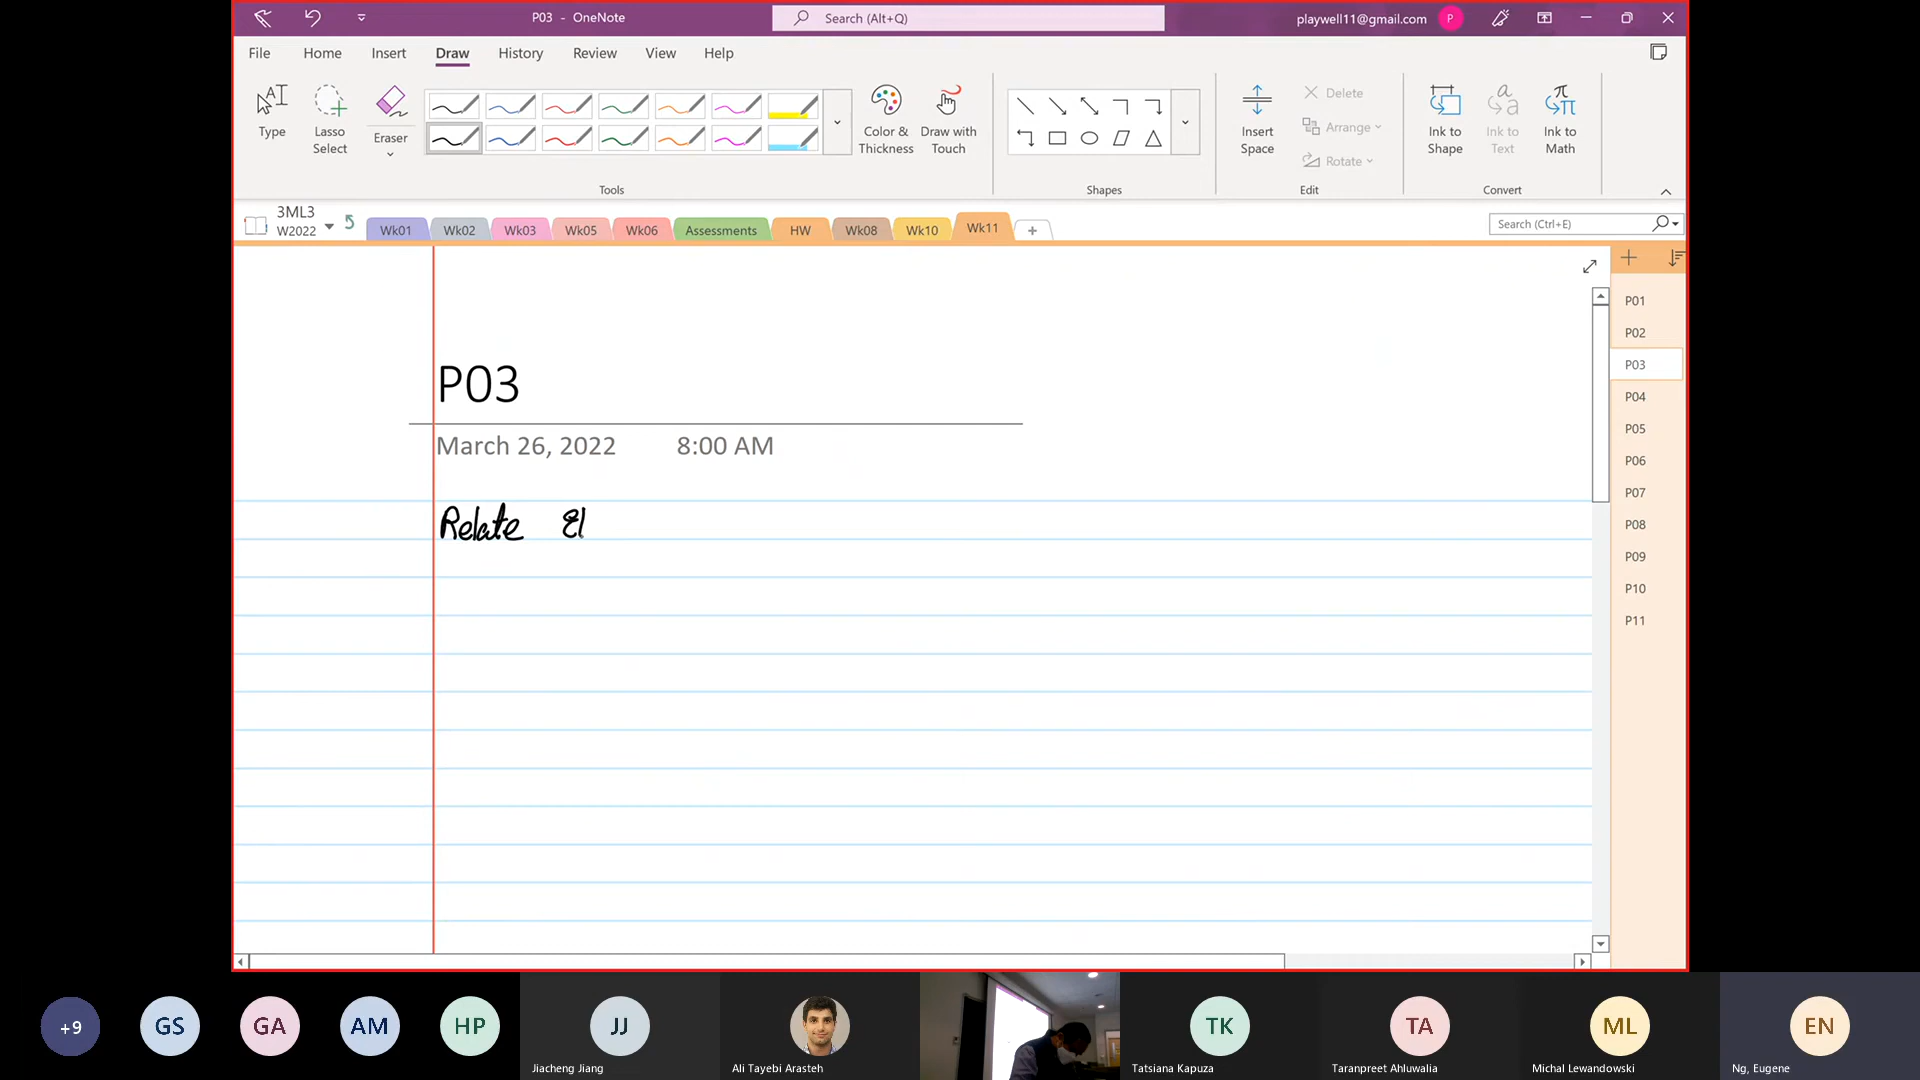 P03 - OneNote
Search (Alt+Q)
playwell11@gmail.com
P
File Home Insert Draw History Review View Help
Type
Lasso Select
Eraser
Color & Thickness
Draw with Touch
Insert Space
Delete
Arrange
Rotate
Ink to Shape
Ink to Text
Ink to Math
Tools
Shapes
Edit
Convert
3ML3
W2022
Wk01 Wk02 Wk03 Wk05 Wk06 Assessments HW Wk08 Wk10 Wk11
Search (Ctrl+E)
P03
March 26, 2022 8:00 AM
Relate El
P01
P02
P03
P04
P05
P06
P07
P08
P09
P10
P11
+9 GS GA AM HP JJ TK TA ML EN
Jiacheng Jiang
Ali Tayebi Arasteh
Tatsiana Kapuza
Taranpreet Ahluwalia
Michal Lewandowski
Ng, Eugene